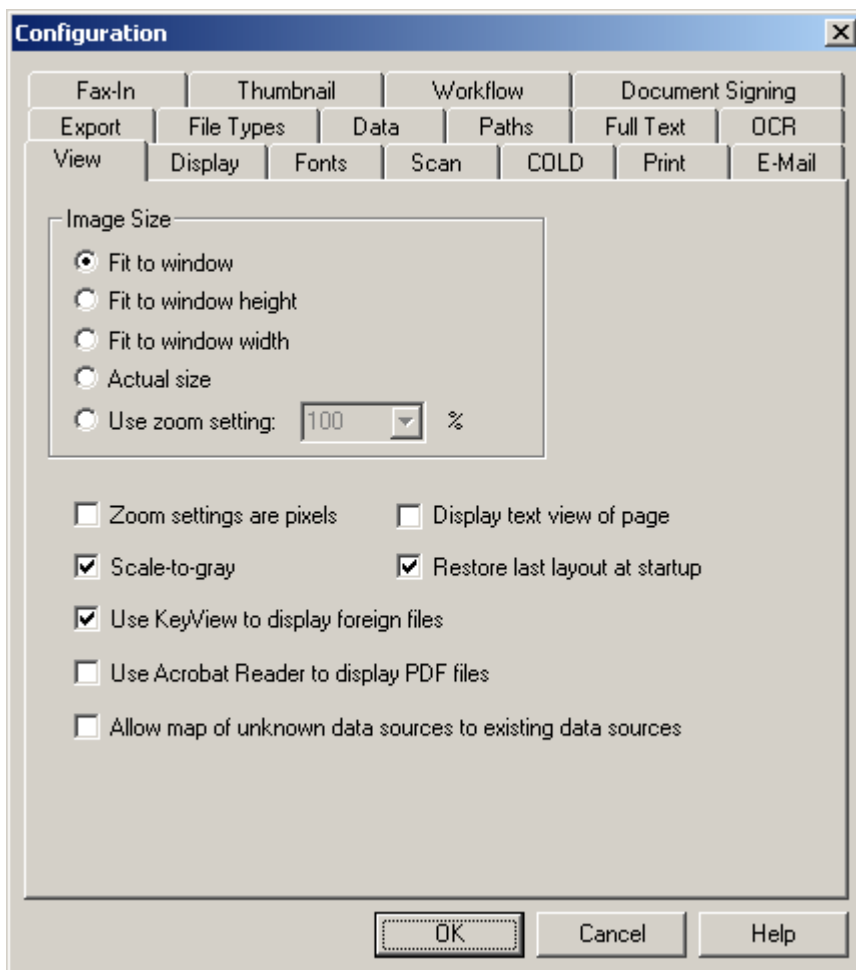 Configuration
Fax-In Thumbnail Workflow Document Signing
Export File Types Data Paths Full Text OCR
View Display Fonts Scan COLD Print E-Mail
Image Size
Fit to window
Fit to window height
Fit to window width
Actual size
Use zoom setting: 100 %
Zoom settings are pixels Display text view of page
Scale-to-gray Restore last layout at startup
Use KeyView to display foreign files
Use Acrobat Reader to display PDF files
Allow map of unknown data sources to existing data sources
OK Cancel Help